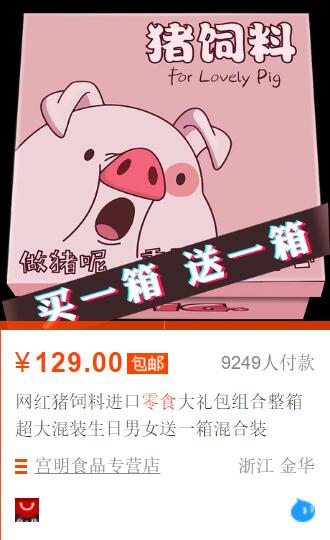 猪饲料
For Lovely Pig
做猪呢
买一箱 送一箱
￥129.00 包邮 9249人付款
网红猪饲料进口零食大礼包组合整箱
超大混装生日男女送一箱混合装
宫明食品专营店 浙江 金华